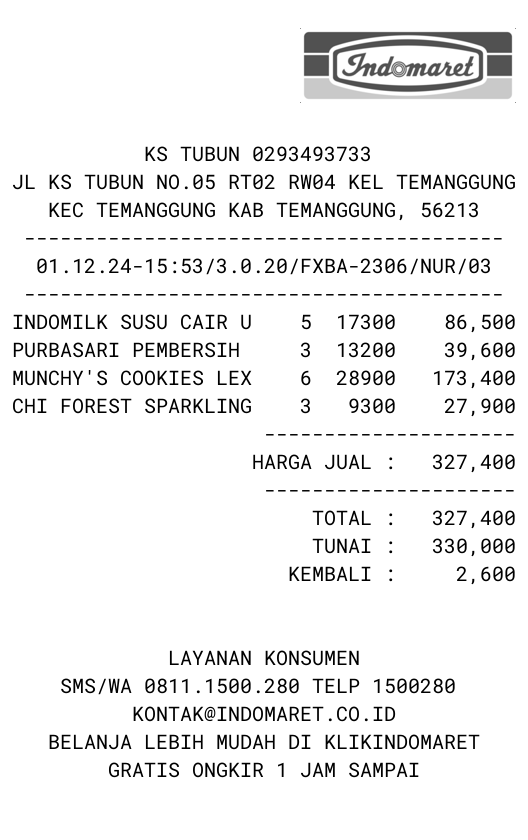 Indomaret
KS TUBUN 0293493733
JL KS TUBUN NO.05 RT02 RW04 KEL TEMANGGUNG
KEC TEMANGGUNG KAB TEMANGGUNG, 56213
----------------------------------------
01.12.24-15:53/3.0.20/FXBA-2306/NUR/03
----------------------------------------
INDOMILK SUSU CAIR U 5 17300 86,500
PURBASARI PEMBERSIH 3 13200 39,600
MUNCHY'S COOKIES LEX 6 28900 173,400
CHI FOREST SPARKLING 3 9300 27,900
---------------------
HARGA JUAL : 327,400
---------------------
TOTAL : 327,400
TUNAI : 330,000
KEMBALI : 2,600
LAYANAN KONSUMEN
SMS/WA 0811.1500.280 TELP 1500280
KONTAK@INDOMARET.CO.ID
BELANJA LEBIH MUDAH DI KLIKINDOMARET
GRATIS ONGKIR 1 JAM SAMPAI